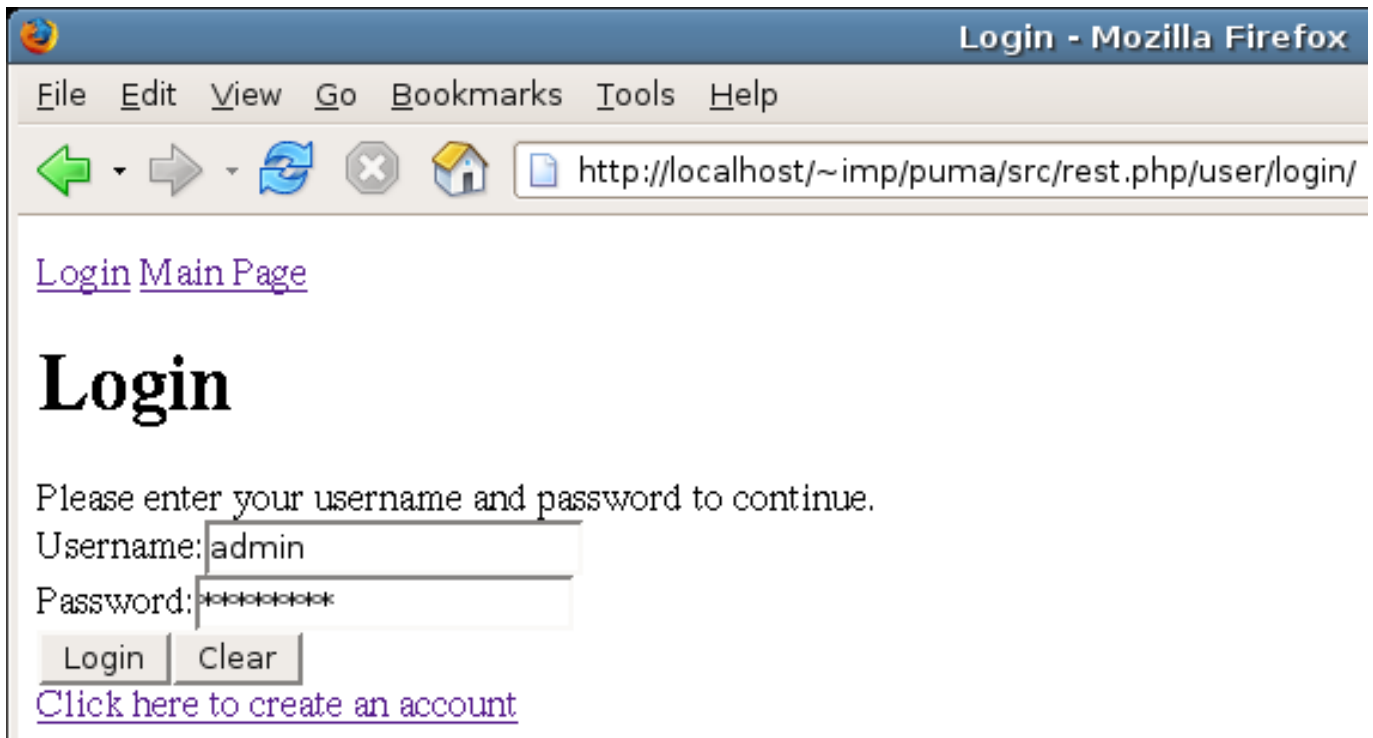 Login - Mozilla Firefox
File Edit View Go Bookmarks Tools Help
http://localhost/~imp/puma/src/rest.php/user/login/
Login Main Page
Login
Please enter your username and password to continue.
Username: admin
Password: **********
Login Clear
Click here to create an account